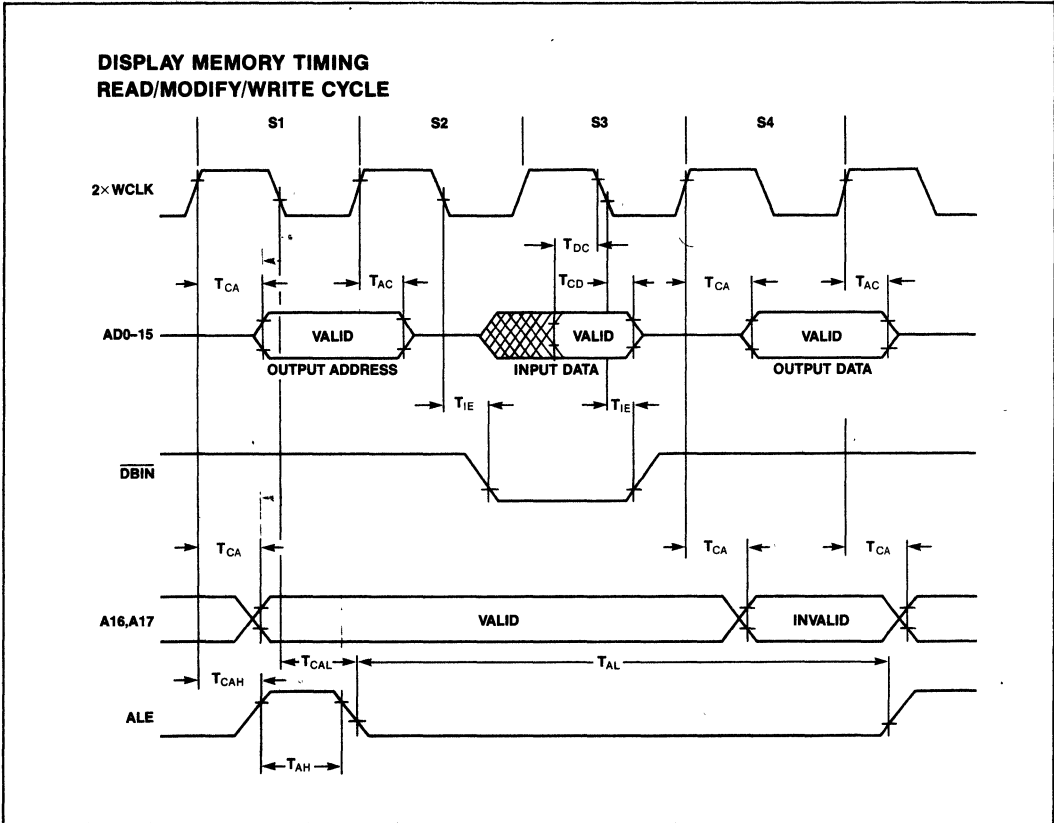 DISPLAY MEMORY TIMING
READ/MODIFY/WRITE CYCLE
S1 S2 S3 S4
2×WCLK
TDC
TCA TAC TCD TCA TAC
AD0-15 VALID VALID VALID
OUTPUT ADDRESS INPUT DATA OUTPUT DATA
TIE TIE
DBIN
TCA TCA TCA
A16,A17 VALID INVALID
TCAL TAL
TCAH
ALE
TAH